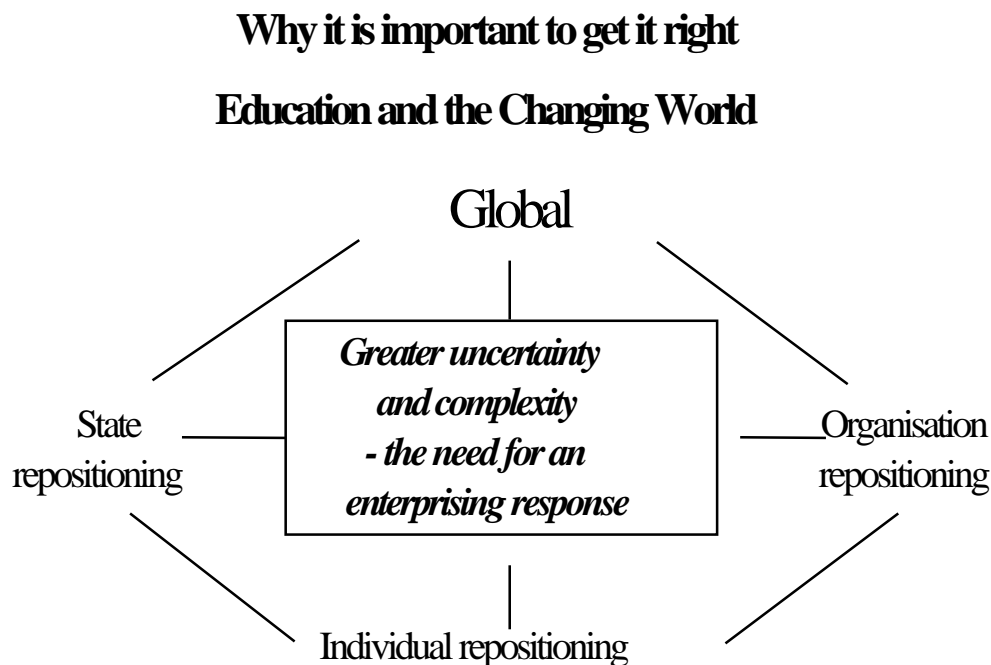 Why it is important to get it right
Education and the Changing World
Global
Greater uncertainty
and complexity
- the need for an
enterprising response
State
repositioning
Organisation
repositioning
Individual repositioning